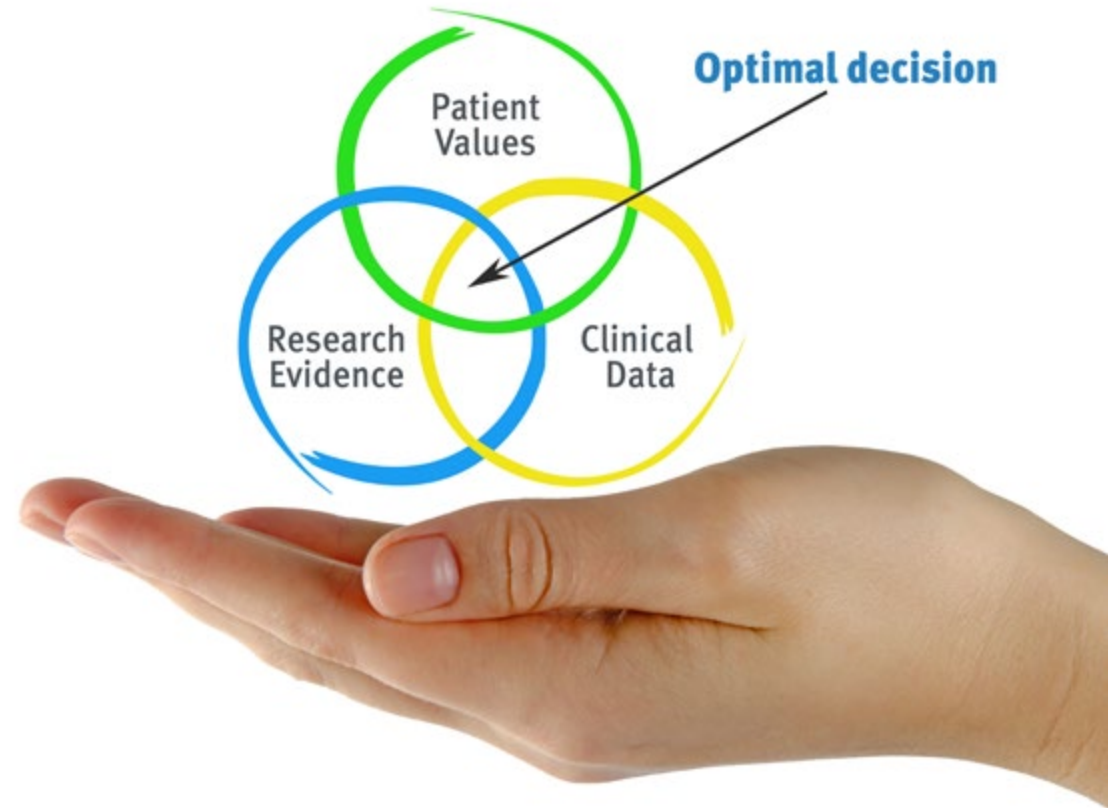 Optimal decision
Patient
Values
Research
Evidence
Clinical
Data